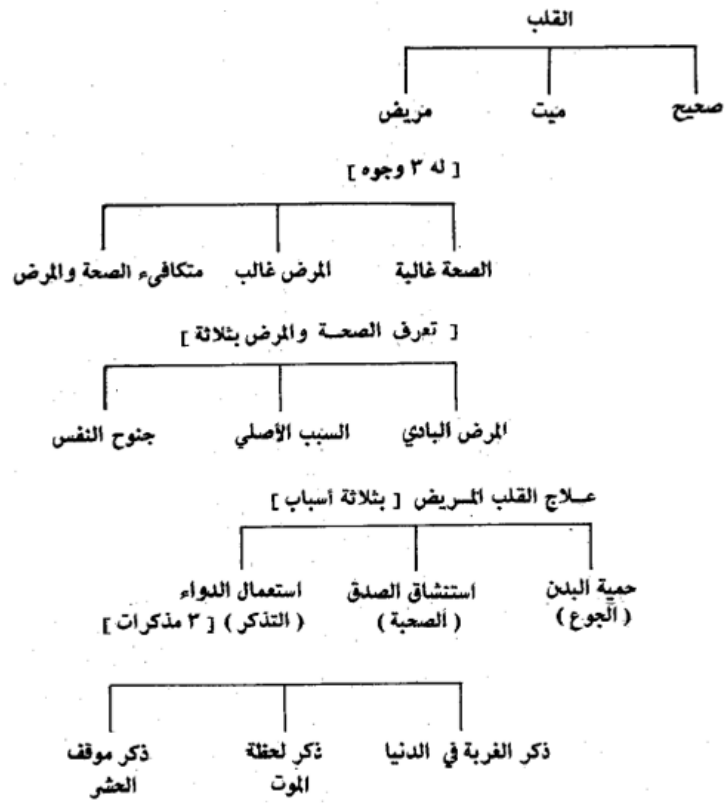 القلب
صحيح ميت مريض
[ له ٣ وجوه ]
الصحة غالبة المرض غالب متكافىء الصحة والمرض
[ تعرف الصحة والمرض بثلاثة ]
المرض البادي السبب الأصلي جنوح النفس
علاج القلب المريض [ بثلاثة أسباب ]
حمية البدن استنشاق الصدق استعمال الدواء
( الجوع ) ( الصحبة ) ( التذكر ) [ ٣ مذكرات ]
ذكر الغربة في الدنيا ذكر لحظة ذكر موقف
الموت الحشر